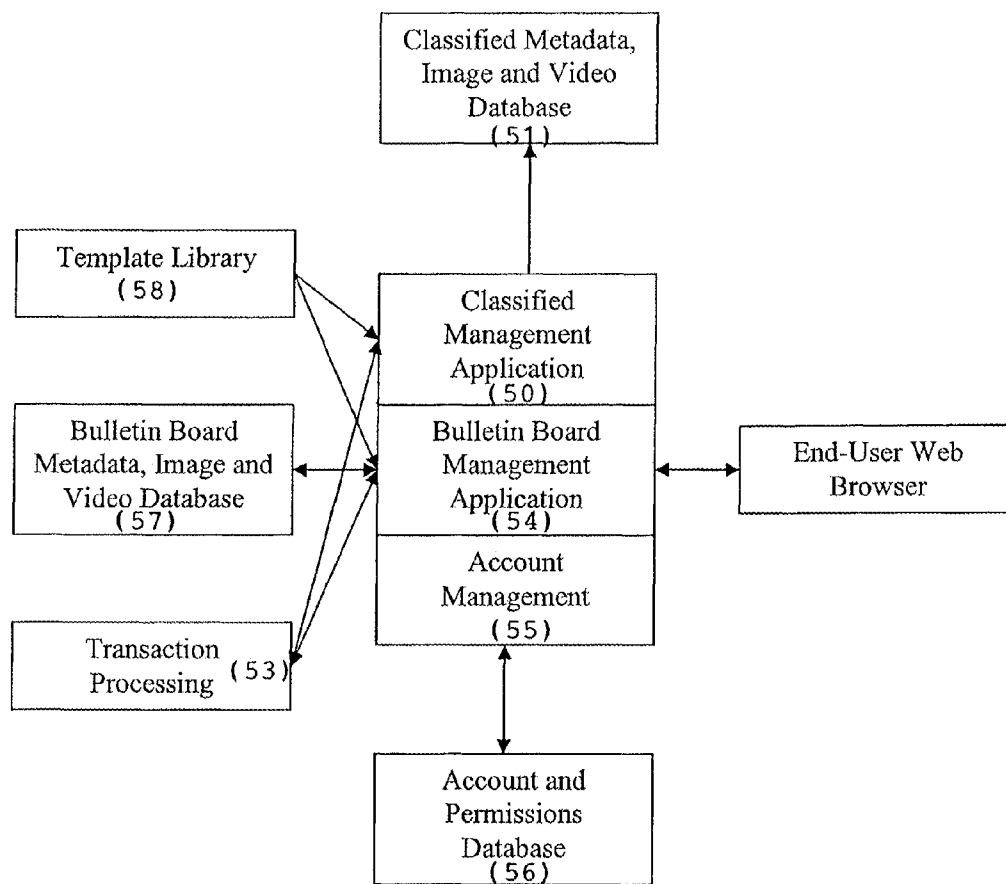 Classified Metadata,
Image and Video
Database
(51)
Template Library
(58)
Classified
Management
Application
(50)
Bulletin Board
Metadata, Image and
Video Database
(57)
Bulletin Board
Management
Application
(54)
End-User Web
Browser
Account
Management
(55)
Transaction
Processing (53)
Account and
Permissions
Database
(56)